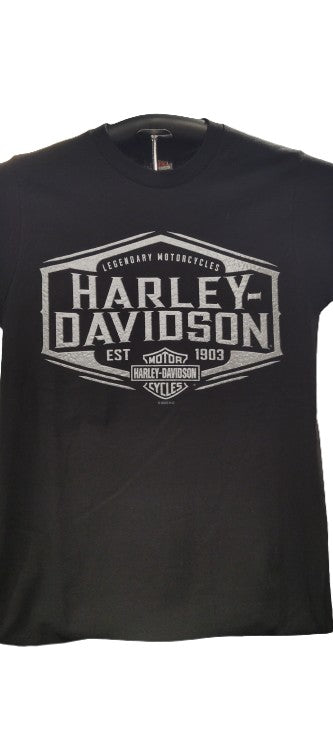 LEGENDARY MOTORCYCLES
HARLEY-
DAVIDSON
EST 1903
MOTOR
HARLEY-DAVIDSON
CYCLES